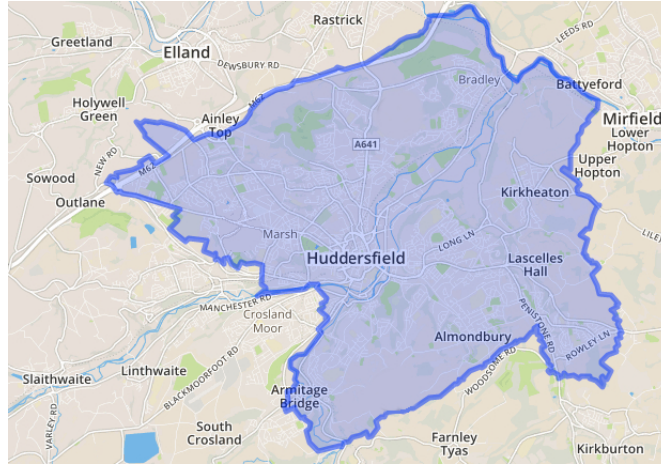 Rastrick
Greetland
Elland
LEEDS RD
DEWSBURY RD
Bradley
Battyeford
M62
Holywell
Green
Ainley
Top
Mirfield
Lower
Hopton
A641
NEW RD
M62
Upper
Hopton
Sowood
Kirkheaton
Outlane
Marsh
LONG LN
Huddersfield
Lascelles
Hall
MANCHESTER RD
Crosland
Moor
PENISTONE RD
Almondbury
ROWLEY LN
Slaithwaite
Linthwaite
BLACKMOORFOOT RD
WOODSOME RD
Armitage
Bridge
VARLEY RD
South
Crosland
Farnley
Tyas
Kirkburton